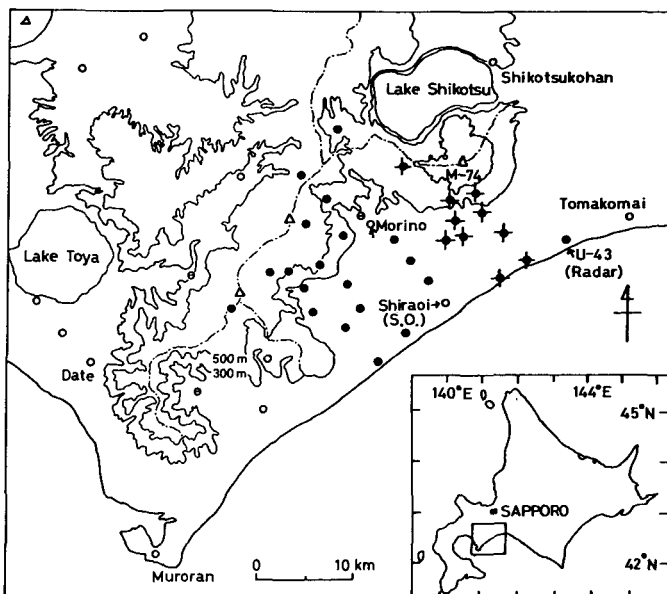 Shikotsukohan
Lake Shikotsu
M-74
Tomakomai
Morino
U-43
(Radar)
Lake Toya
Shiraoi→
(S.O.)
500 m
300 m
Date
Muroran
0 10 km
140°E 144°E
45°N
SAPPORO
42°N